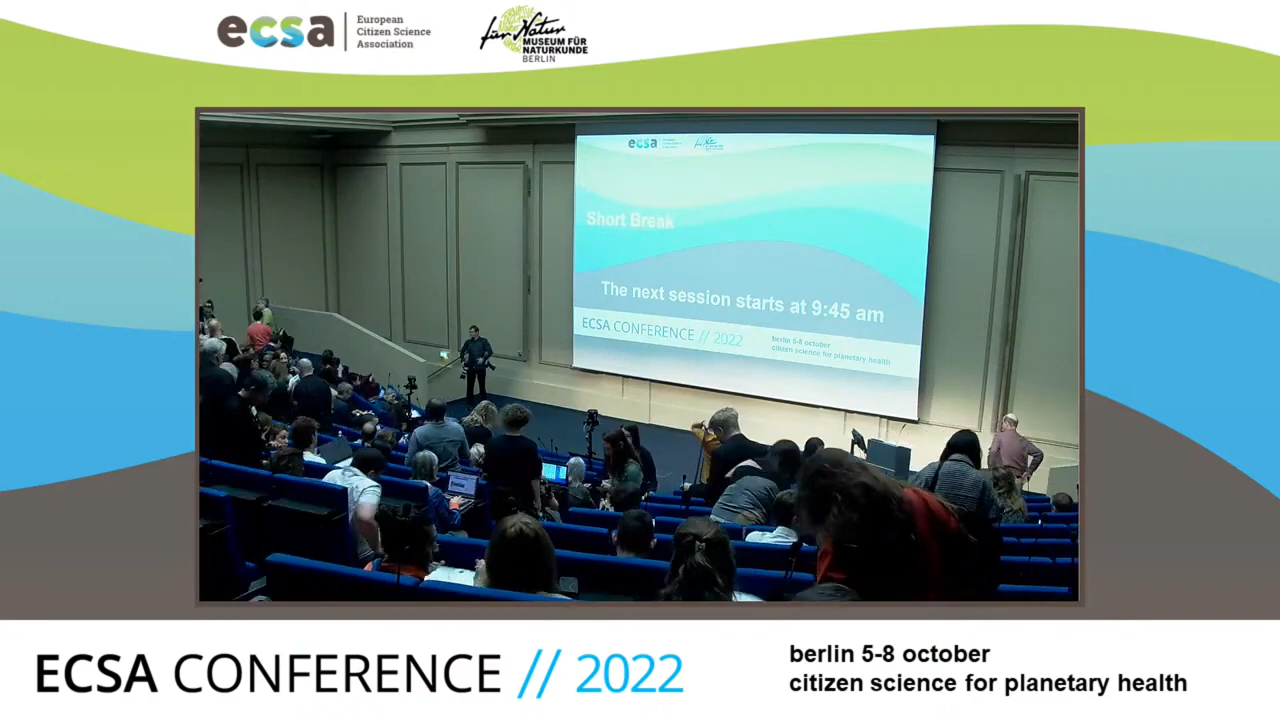 ecsa
European
Citizen Science
Association
für Natur
MUSEUM FÜR
NATURKUNDE
BERLIN
ecsa
Short Break
The next session starts at 9:45 am
ECSA CONFERENCE // 2022
berlin 5-8 october
citizen science for planetary health
ECSA CONFERENCE // 2022
berlin 5-8 october
citizen science for planetary health